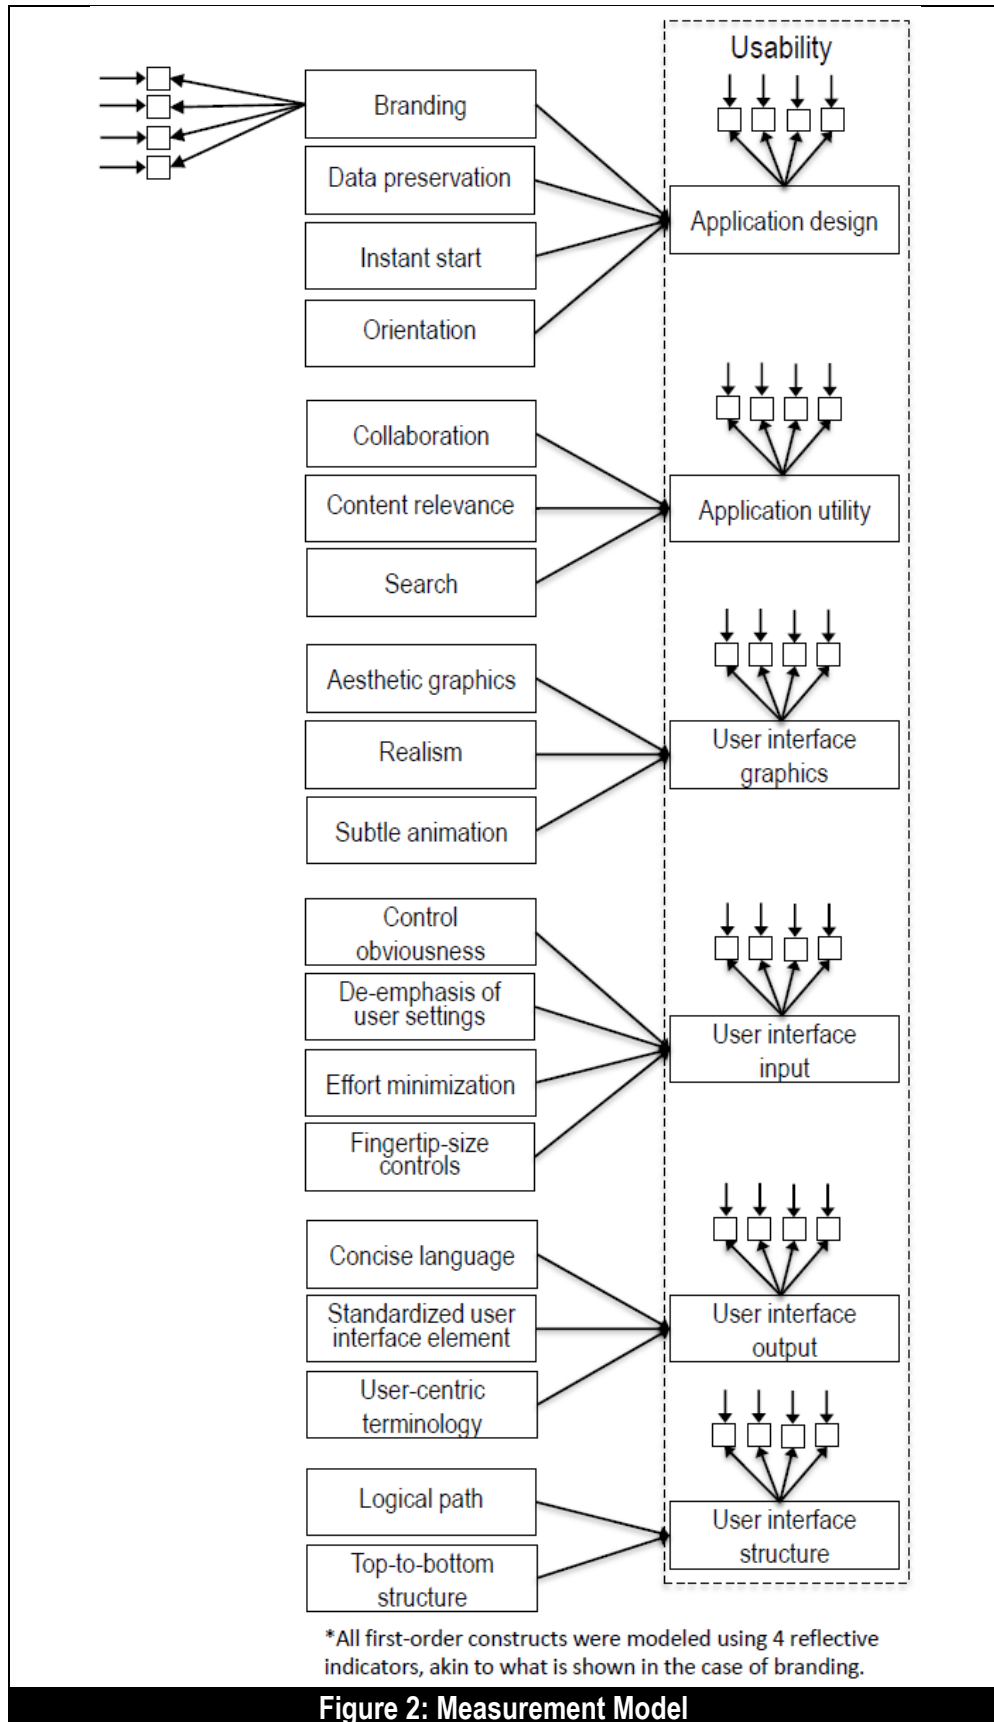 Usability
Branding
Data preservation
Instant start
Orientation
Application design
Collaboration
Content relevance
Search
Application utility
Aesthetic graphics
Realism
Subtle animation
User interface
graphics
Control
obviousness
De-emphasis of
user settings
Effort minimization
Fingertip-size
controls
User interface
input
Concise language
Standardized user
interface element
User-centric
terminology
User interface
output
Logical path
Top-to-bottom
structure
User interface
structure
*All first-order constructs were modeled using 4 reflective
indicators, akin to what is shown in the case of branding.
Figure 2: Measurement Model